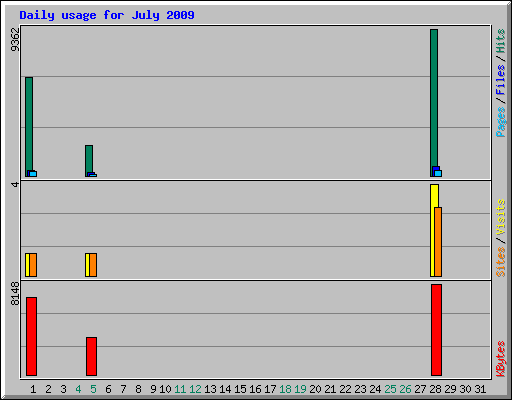 Daily usage for July 2009
9362
Pages / Files / Hits
4
Sites / Visits
8148
KBytes
1 2 3 4 5 6 7 8 9 10 11 12 13 14 15 16 17 18 19 20 21 22 23 24 25 26 27 28 29 30 31